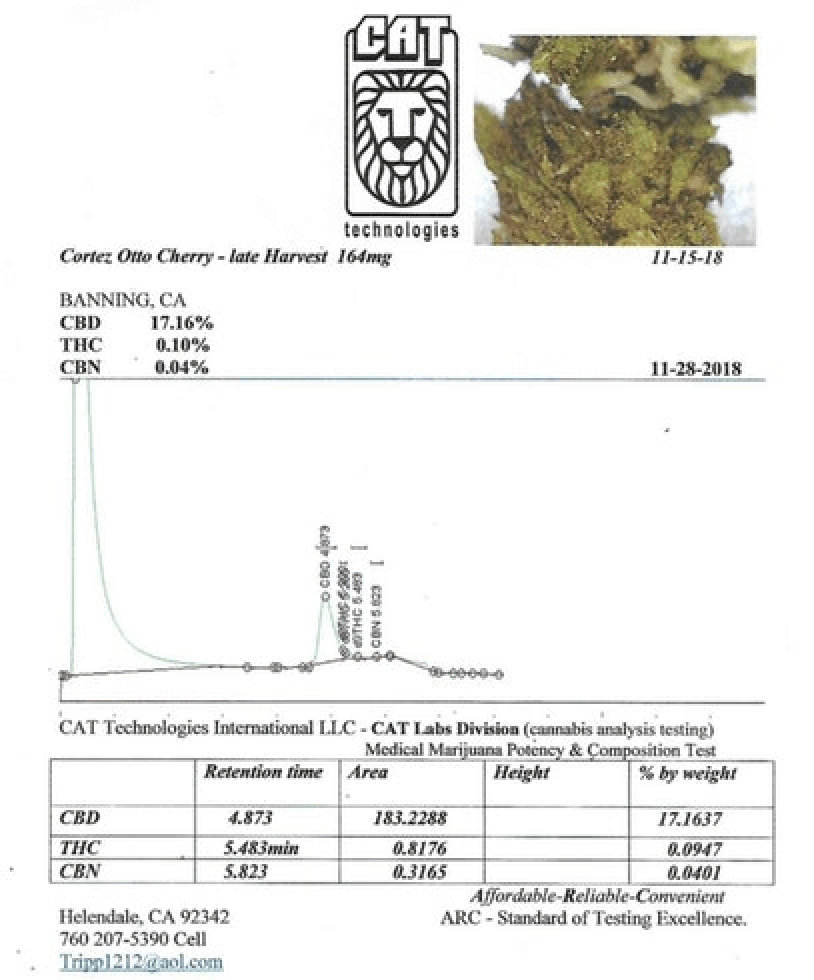 CAT
technologies
Cortez Otto Cherry - late Harvest 164mg 11-15-18
BANNING, CA
CBD 17.16%
THC 0.10%
CBN 0.04% 11-28-2018
CBD 4.873
d9THC 5.483
CBN 5.823
CAT Technologies International LLC - CAT Labs Division (cannabis analysis testing)
Medical Marijuana Potency & Composition Test
Retention time Area Height % by weight
CBD 4.873 183.2288 17.1637
THC 5.483min 0.8176 0.0947
CBN 5.823 0.3165 0.0401
Affordable-Reliable-Convenient
Helendale, CA 92342 ARC - Standard of Testing Excellence.
760 207-5390 Cell
Tripp1212@aol.com